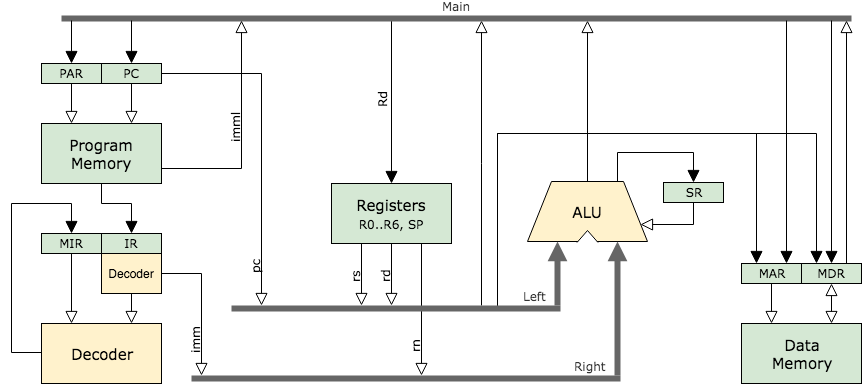 Main
PAR
PC
Program
Memory
imml
Rd
Registers
R0..R6, SP
ALU
SR
MIR
IR
Decoder
Decoder
pc
rs
rd
rn
imm
Left
Right
MAR
MDR
Data
Memory